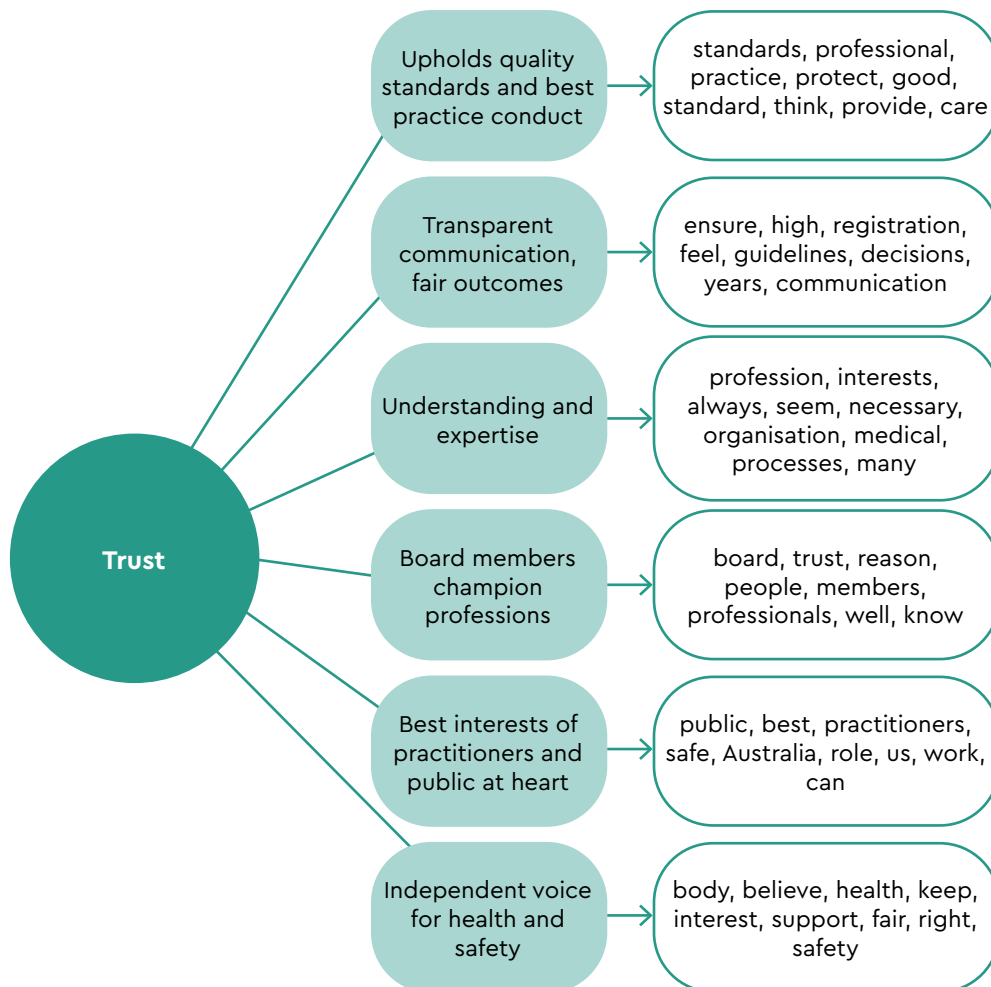 Upholds quality
standards and best
practice conduct
standards, professional,
practice, protect, good,
standard, think, provide, care
Transparent
communication,
fair outcomes
ensure, high, registration,
feel, guidelines, decisions,
years, communication
Understanding and
expertise
profession, interests,
always, seem, necessary,
organisation, medical,
processes, many
Trust
Board members
champion
professions
board, trust, reason,
people, members,
professionals, well, know
Best interests of
practitioners and
public at heart
public, best, practitioners,
safe, Australia, role, us, work,
can
Independent voice
for health and
safety
body, believe, health, keep,
interest, support, fair, right,
safety